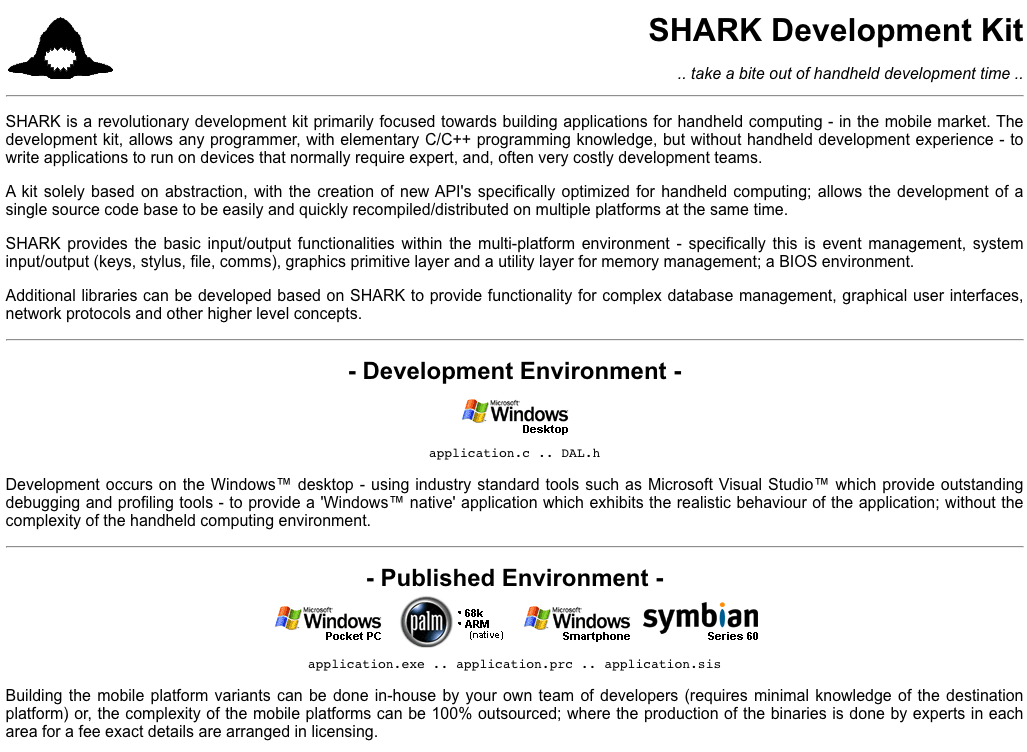 SHARK Development Kit
.. take a bite out of handheld development time ..
SHARK is a revolutionary development kit primarily focused towards building applications for handheld computing - in the mobile market. The
development kit, allows any programmer, with elementary C/C++ programming knowledge, but without handheld development experience - to
write applications to run on devices that normally require expert, and, often very costly development teams.
A kit solely based on abstraction, with the creation of new API's specifically optimized for handheld computing; allows the development of a
single source code base to be easily and quickly recompiled/distributed on multiple platforms at the same time.
SHARK provides the basic input/output functionalities within the multi-platform environment - specifically this is event management, system
input/output (keys, stylus, file, comms), graphics primitive layer and a utility layer for memory management; a BIOS environment.
Additional libraries can be developed based on SHARK to provide functionality for complex database management, graphical user interfaces,
network protocols and other higher level concepts.
- Development Environment -
Microsoft
Windows
Desktop
application.c .. DAL.h
Development occurs on the Windows™ desktop - using industry standard tools such as Microsoft Visual Studio™ which provide outstanding
debugging and profiling tools - to provide a 'Windows™ native' application which exhibits the realistic behaviour of the application; without the
complexity of the handheld computing environment.
- Published Environment -
Microsoft
Windows
Pocket PC
palm
• 68k
• ARM
(native)
Microsoft
Windows
Smartphone
symbian
Series 60
application.exe .. application.prc .. application.sis
Building the mobile platform variants can be done in-house by your own team of developers (requires minimal knowledge of the destination
platform) or, the complexity of the mobile platforms can be 100% outsourced; where the production of the binaries is done by experts in each
area for a fee exact details are arranged in licensing.